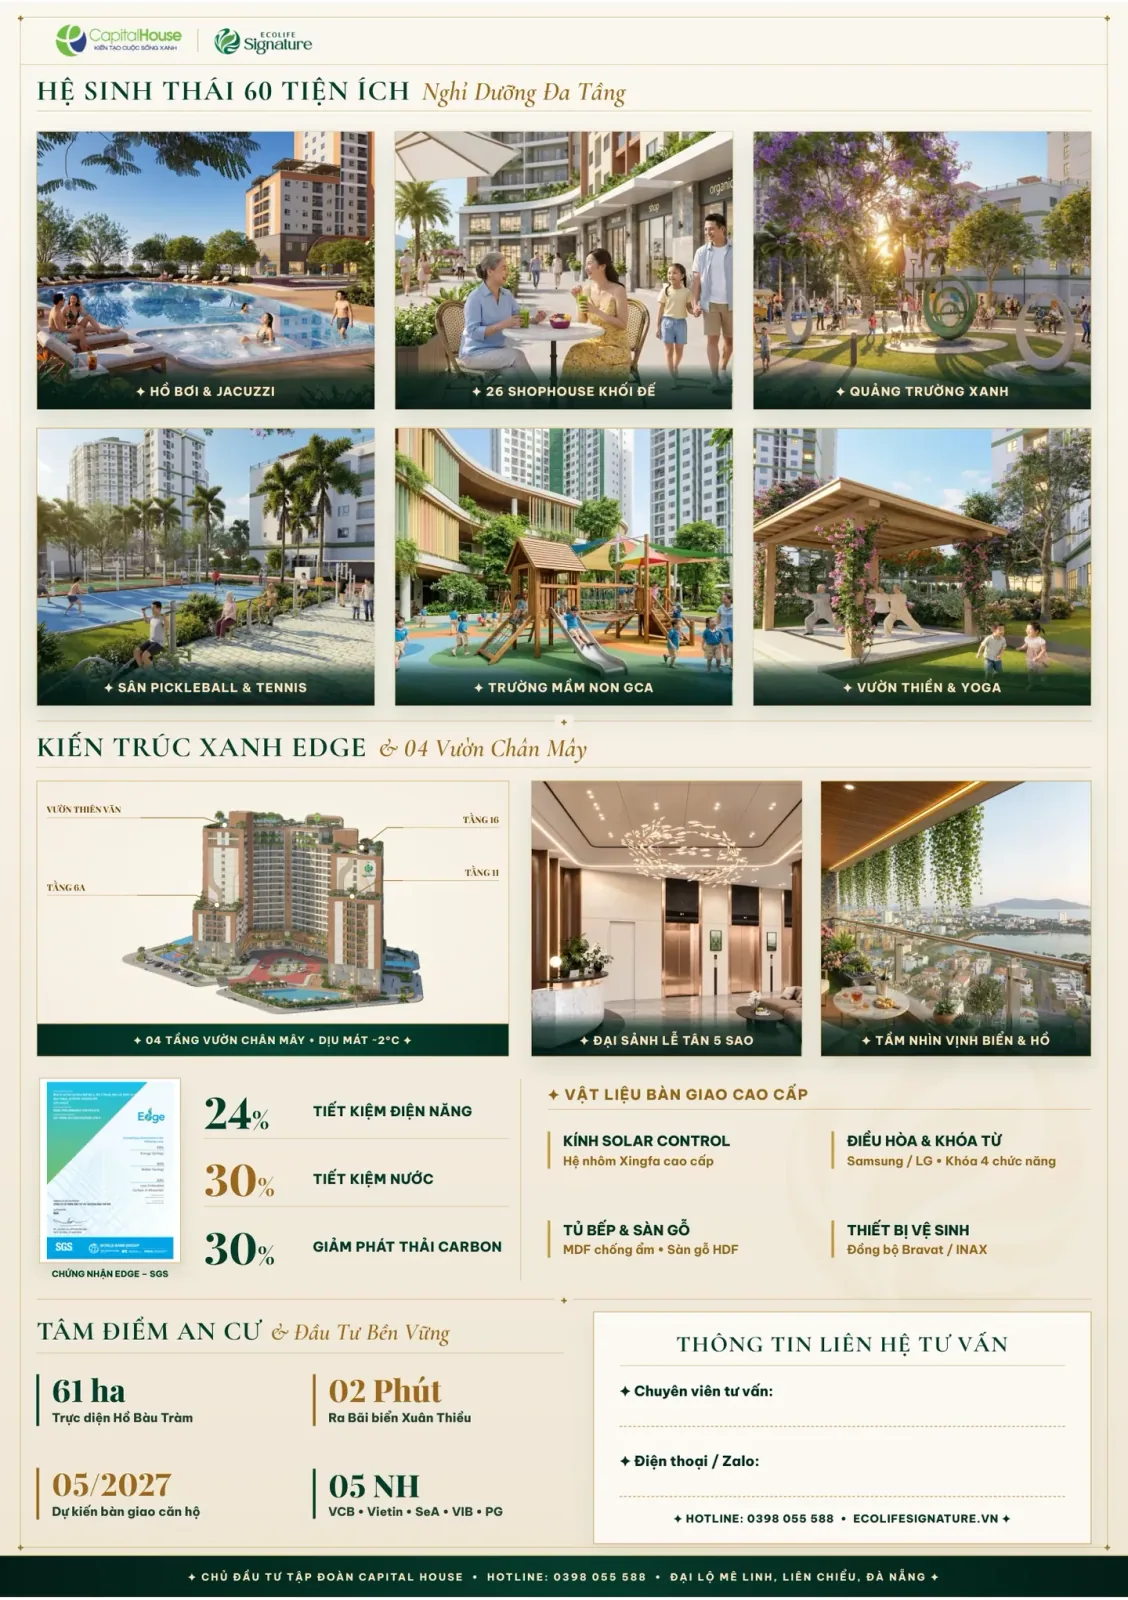 CapitalHouse
KIẾN TẠO CUỘC SỐNG XANH
ECOLIFE
Signature
HỆ SINH THÁI 60 TIỆN ÍCH Nghỉ Dưỡng Đa Tầng
shop
organic
✦ HỒ BƠI & JACUZZI
✦ 26 SHOPHOUSE KHỐI ĐẾ
✦ QUẢNG TRƯỜNG XANH
✦ SÂN PICKLEBALL & TENNIS
✦ TRƯỜNG MẦM NON GCA
✦ VƯỜN THIỀN & YOGA
KIẾN TRÚC XANH EDGE & 04 Vườn Chân Mây
VƯỜN THIÊN VĂN
TẦNG 16
TẦNG 11
TẦNG 6A
✦ 04 TẦNG VƯỜN CHÂN MÂY • DỊU MÁT -2°C ✦
✦ ĐẠI SẢNH LỄ TÂN 5 SAO
✦ TẦM NHÌN VỊNH BIỂN & HỒ
Edge
SGS
CHỨNG NHẬN EDGE – SGS
24% TIẾT KIỆM ĐIỆN NĂNG
30% TIẾT KIỆM NƯỚC
30% GIẢM PHÁT THẢI CARBON
✦ VẬT LIỆU BÀN GIAO CAO CẤP
KÍNH SOLAR CONTROL
Hệ nhôm Xingfa cao cấp
ĐIỀU HÒA & KHÓA TỪ
Samsung / LG • Khóa 4 chức năng
TỦ BẾP & SÀN GỖ
MDF chống ẩm • Sàn gỗ HDF
THIẾT BỊ VỆ SINH
Đồng bộ Bravat / INAX
TÂM ĐIỂM AN CƯ & Đầu Tư Bền Vững
61 ha
Trực diện Hồ Bàu Tràm
02 Phút
Ra Bãi biển Xuân Thiều
05/2027
Dự kiến bàn giao căn hộ
05 NH
VCB • Vietin • SeA • VIB • PG
THÔNG TIN LIÊN HỆ TƯ VẤN
✦ Chuyên viên tư vấn:
✦ Điện thoại / Zalo:
✦ HOTLINE: 0398 055 588 • ECOLIFESIGNATURE.VN ✦
✦ CHỦ ĐẦU TƯ TẬP ĐOÀN CAPITAL HOUSE • HOTLINE: 0398 055 588 • ĐẠI LỘ MÊ LINH, LIÊN CHIỂU, ĐÀ NẴNG ✦